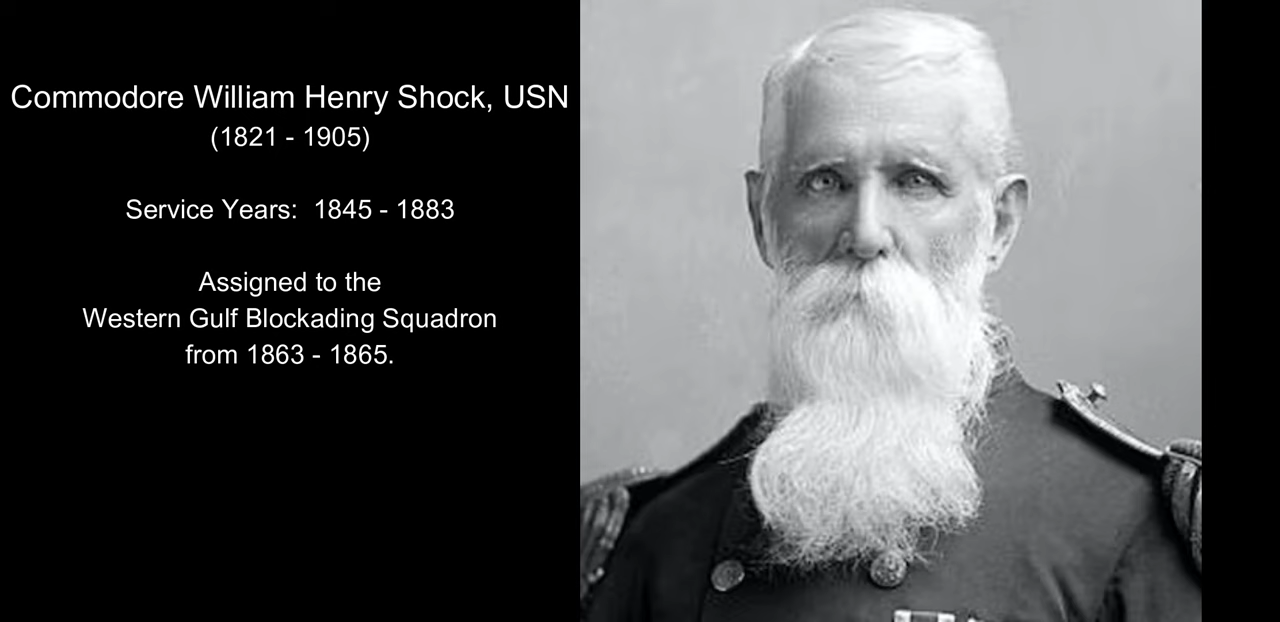 Commodore William Henry Shock, USN
(1821 - 1905)
Service Years:  1845 - 1883
Assigned to the
Western Gulf Blockading Squadron
from 1863 - 1865.